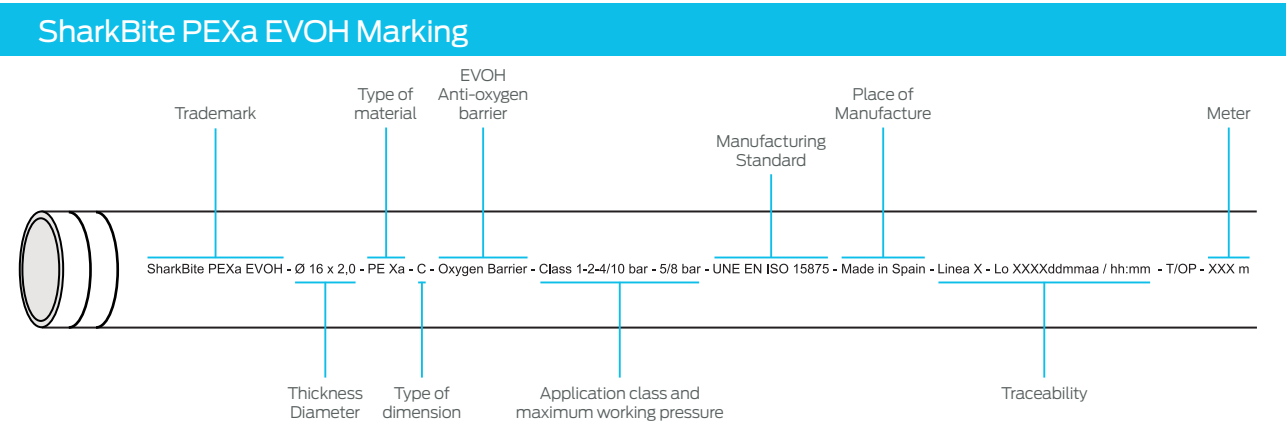 SharkBite PEXa EVOH Marking
Trademark
Type of
material
EVOH
Anti-oxygen
barrier
Manufacturing
Standard
Place of
Manufacture
Meter
SharkBite PEXa EVOH - Ø 16 x 2,0 - PE Xa - C - Oxygen Barrier - Class 1-2-4/10 bar - 5/8 bar - UNE EN ISO 15875 - Made in Spain - Linea X - Lo XXXXddmmaa / hh:mm - T/OP - XXX m
Thickness
Diameter
Type of
dimension
Application class and
maximum working pressure
Traceability